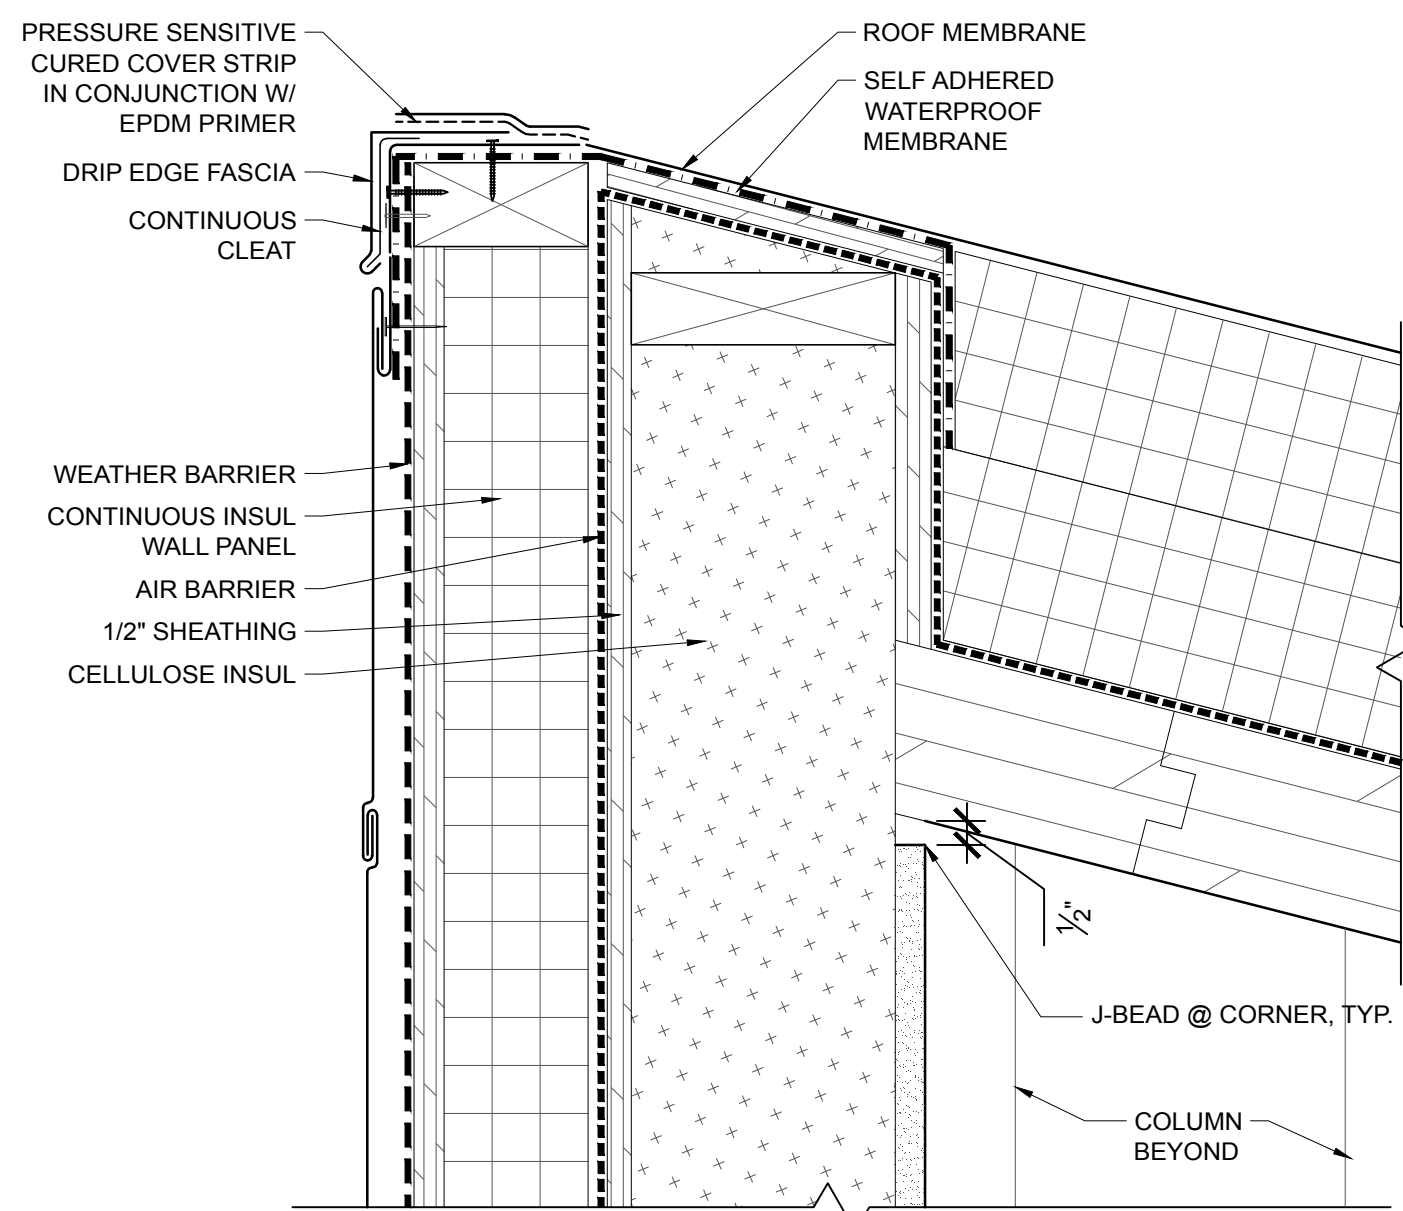 PRESSURE SENSITIVE
CURED COVER STRIP
IN CONJUNCTION W/
EPDM PRIMER
DRIP EDGE FASCIA
CONTINUOUS
CLEAT
WEATHER BARRIER
CONTINUOUS INSUL
WALL PANEL
AIR BARRIER
1/2" SHEATHING
CELLULOSE INSUL
ROOF MEMBRANE
SELF ADHERED
WATERPROOF
MEMBRANE
1/2"
J-BEAD @ CORNER, TYP.
COLUMN
BEYOND